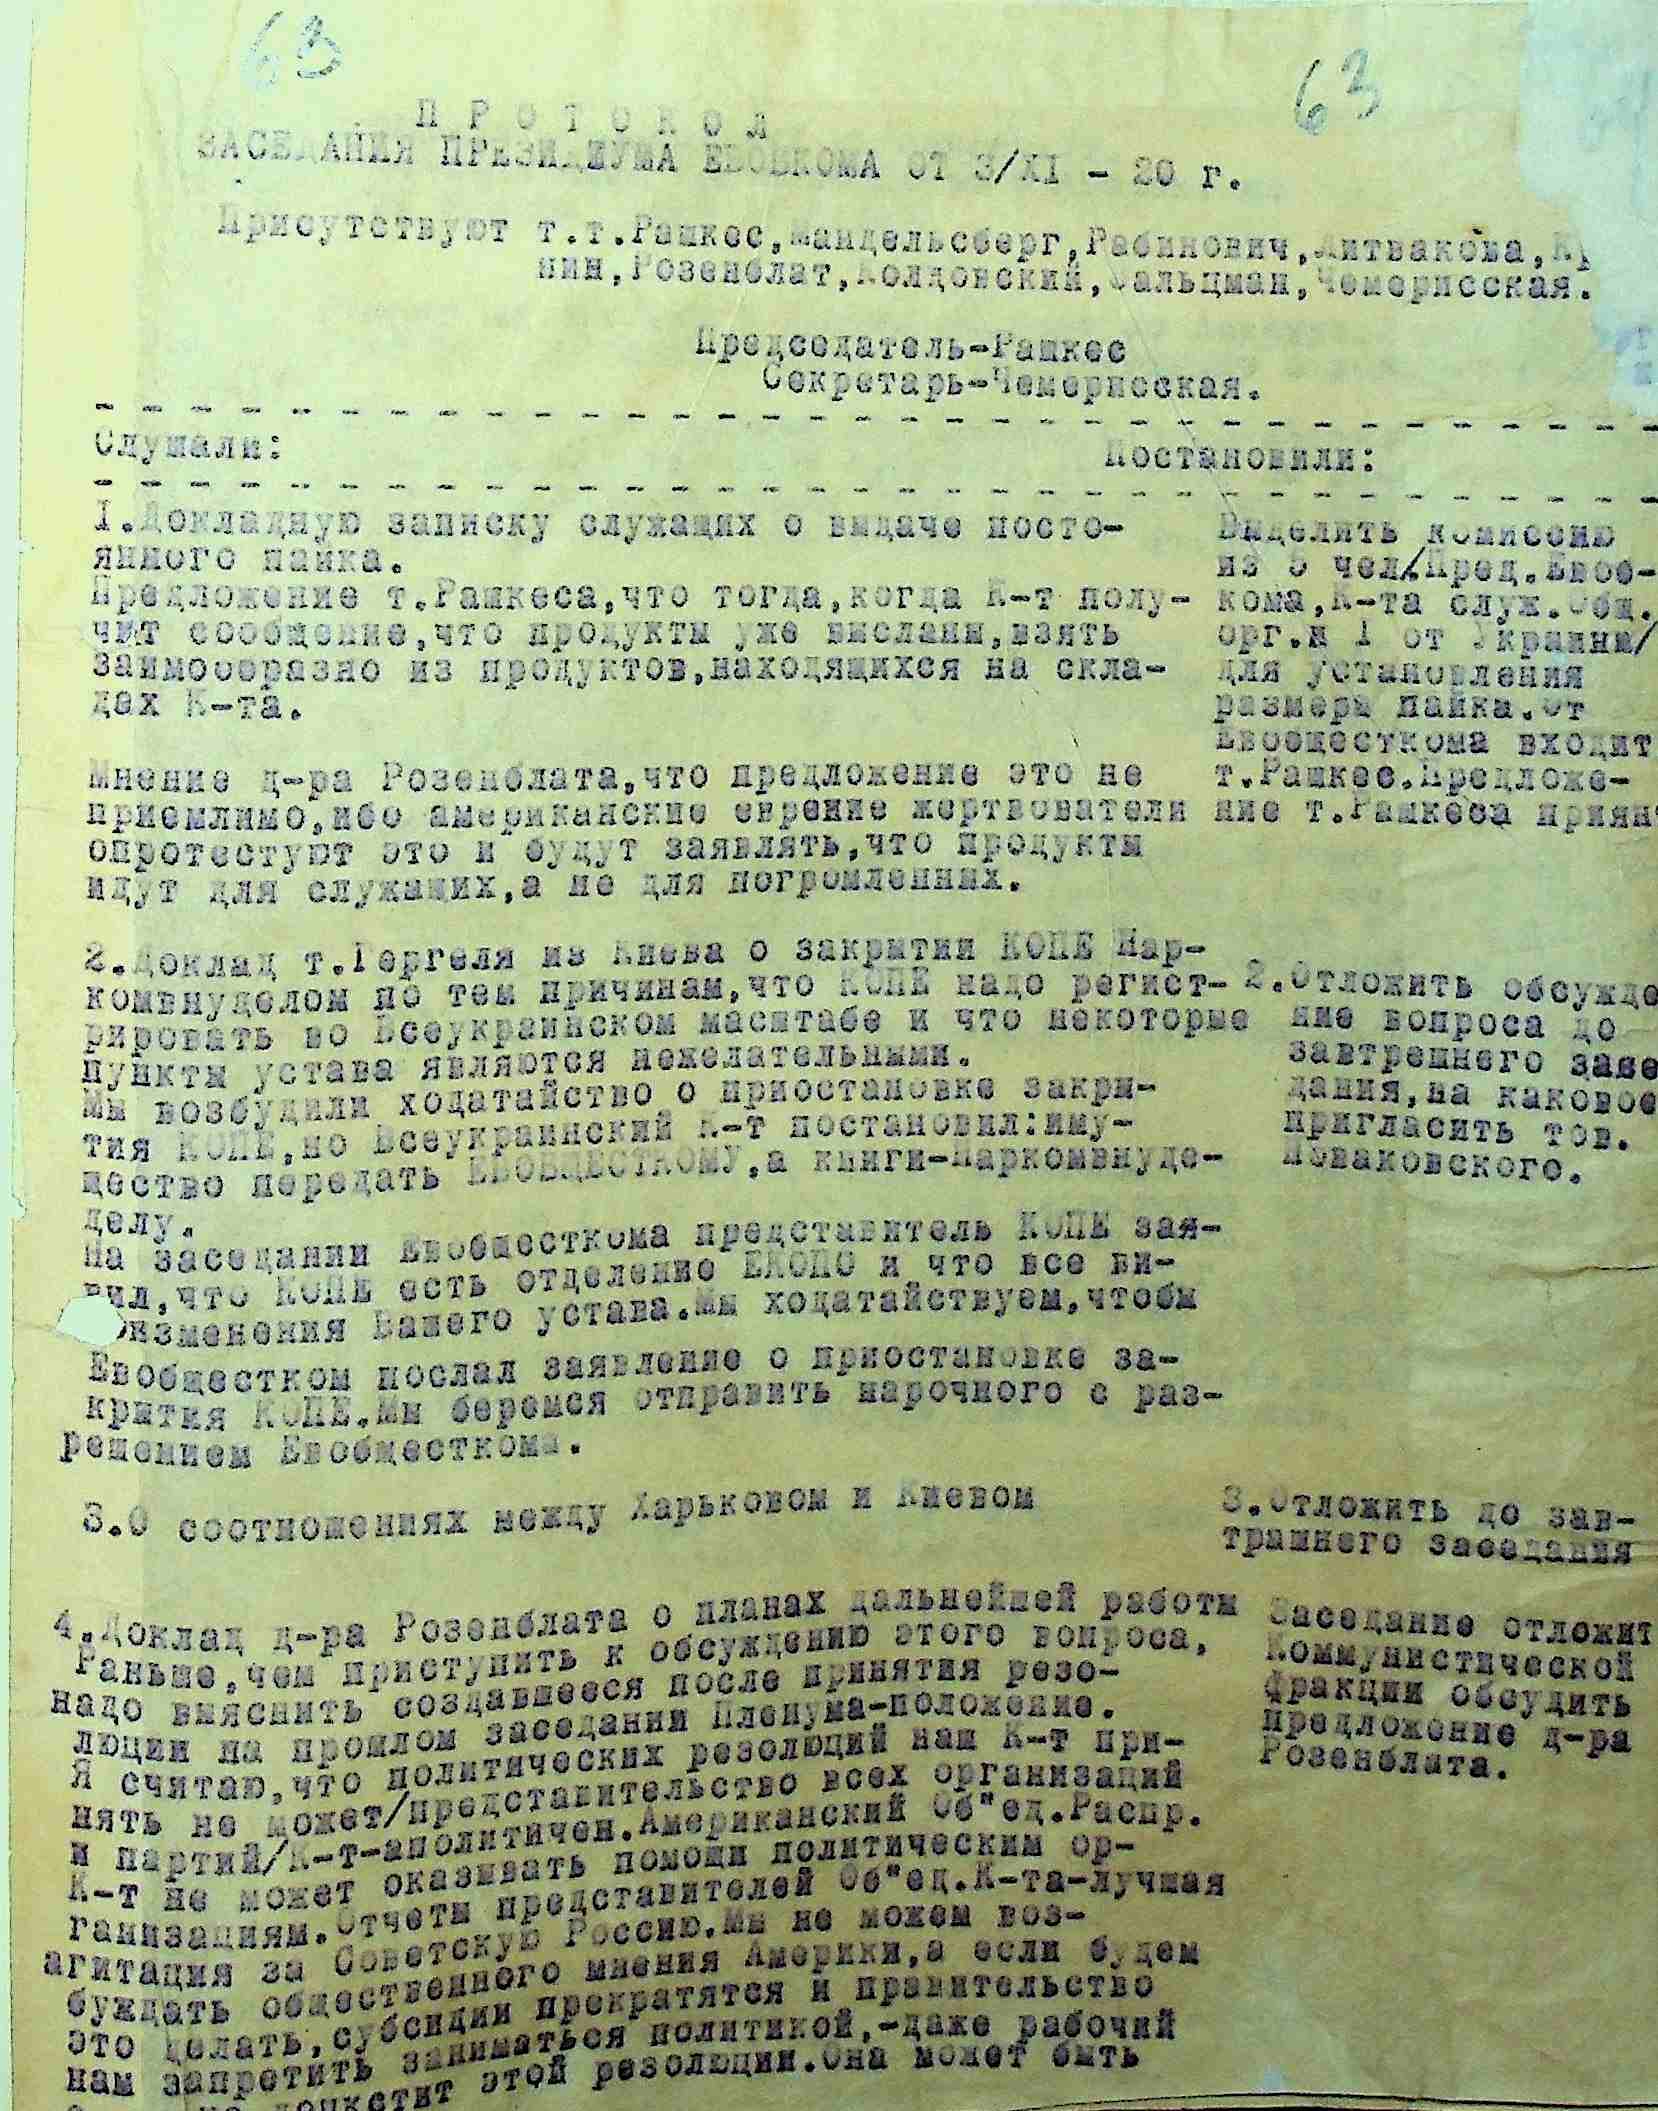 63
63
П Р О Т О К О Л
ЗАСЕДАНИЯ ПРЕЗИДИУМА ЕВОБКОМА ОТ 3/XI - 20 г.
Присутствуют т.т.Рашкес,Мандельсберг,Рабинович,Литвакова,
нин,Розенблат,Колдовский,Зальцман,Чемерисская.
Председатель-Рашкес
Секретарь-Чемерисская.
Слушали:
Постановили:
1.Докладную записку служащих о выдаче посто-
янного пайка.
Предложение т.Рашкеса,что тогда,когда К-т полу-
чит сообщение,что продукты уже высланы,взять
заимообразно из продуктов,находящихся на скла-
дах К-та.
Мнение д-ра Розенблата,что предложение это не
приемлимо,ибо американские евреие жертвователи
опротестуют это и будут заявлять,что продукты
идут для служащих,а не для погромленных.
Выделить комиссию
из 5 чел./Пред.Евоб-
кома,К-та служ.Общ.
орг.и 1 от Украины/
для установления
размера пайка.От
Евобщесткома входит
т.Рашкес.Предложе-
ние т.Рашкеса принят
2.Доклад т.Гергеля из Киева о закрытии КОПЕ Нар-
комвнуделом по тем причинам,что КОПЕ надо регист-
рировать во Всеукраинском масштабе и что некоторые
пункты устава являются нежелательными.
Мы возбудили ходатайство о приостановке закры-
тия КОПЕ,но Всеукраинский К-т постановил:иму-
щество передать ЕВОБЩЕСТКОМУ,а книги-Наркомвнуде-
делу.
На заседании Евобщесткома представитель КОПЕ зая-
вил,что КОПЕ есть отделение ЕКОПО и что все ви-
изменения Вашего устава.Мы ходатайствуем,чтобы
Евобщестком послал заявление о приостановке за-
крытия КОПЕ.Мы беремся отправить нарочного с раз-
решением Евобщесткома.
2.Отложить обсужде
ние вопроса до
завтрешнего засе
дания,на каковое
пригласить тов.
Новаковского.
3.О соотношениях между Харьковом и Киевом
3.Отложить до зав-
трашнего заседания
4.Доклад д-ра Розенблата о планах дальнейшей работы
Раньше,чем приступить к обсуждению этого вопроса,
надо выяснить создавшееся после принятия резо-
люции на прошлом заседании Пленума-положение.
Я считаю,что политических резолюций наш К-т при-
нять не может/представительство всех организаций
и партий/К-т-аполитичен.Американский Об"ед.Распр.
К-т не может оказывать помощи политическим ор-
ганизациям.Отчеты представителей Об"ед.К-та-лучшая
агитация за Советскую Россию.Мы не можем воз-
буждать общественного мнения Америки,а если будем
это делать,субсидии прекратятся и правительство
нам запретить заниматься политикой,-даже рабочий
этой резолюции.Она может быть
Заседание отложит
Коммунистической
фракции обсудить
предложение д-ра
Розенблата.